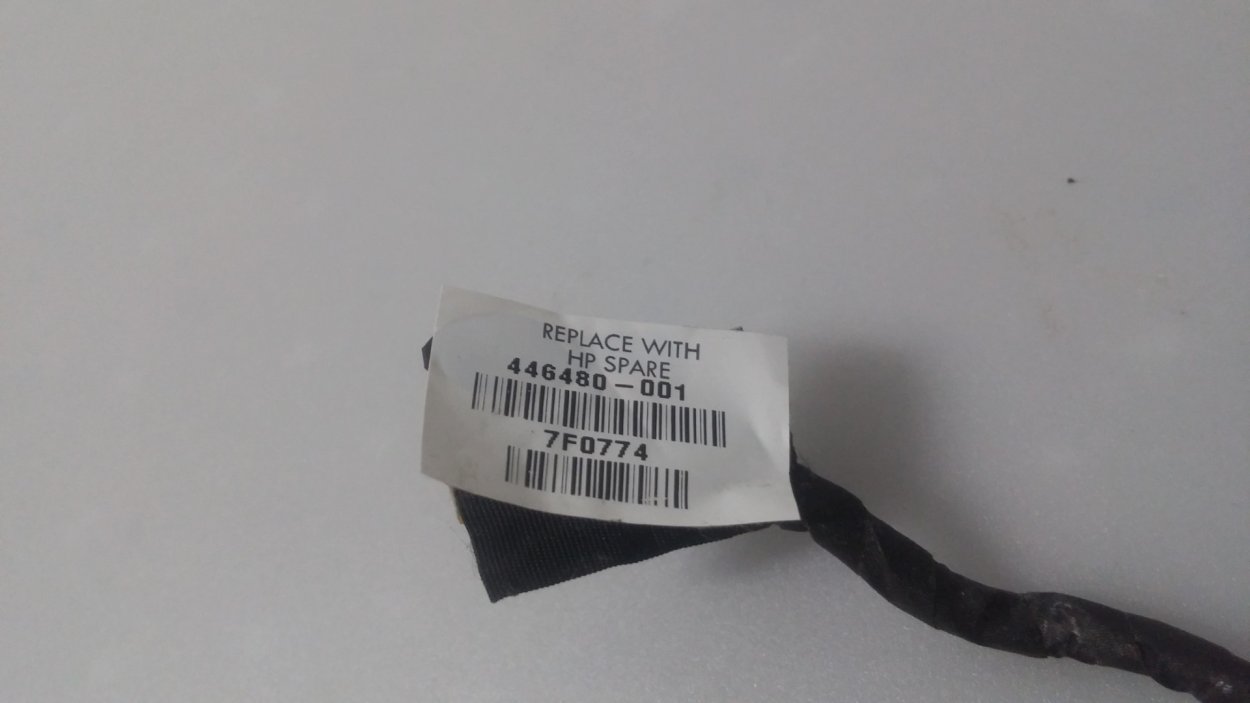 REPLACE WITH
HP SPARE
446480-001
7F0774